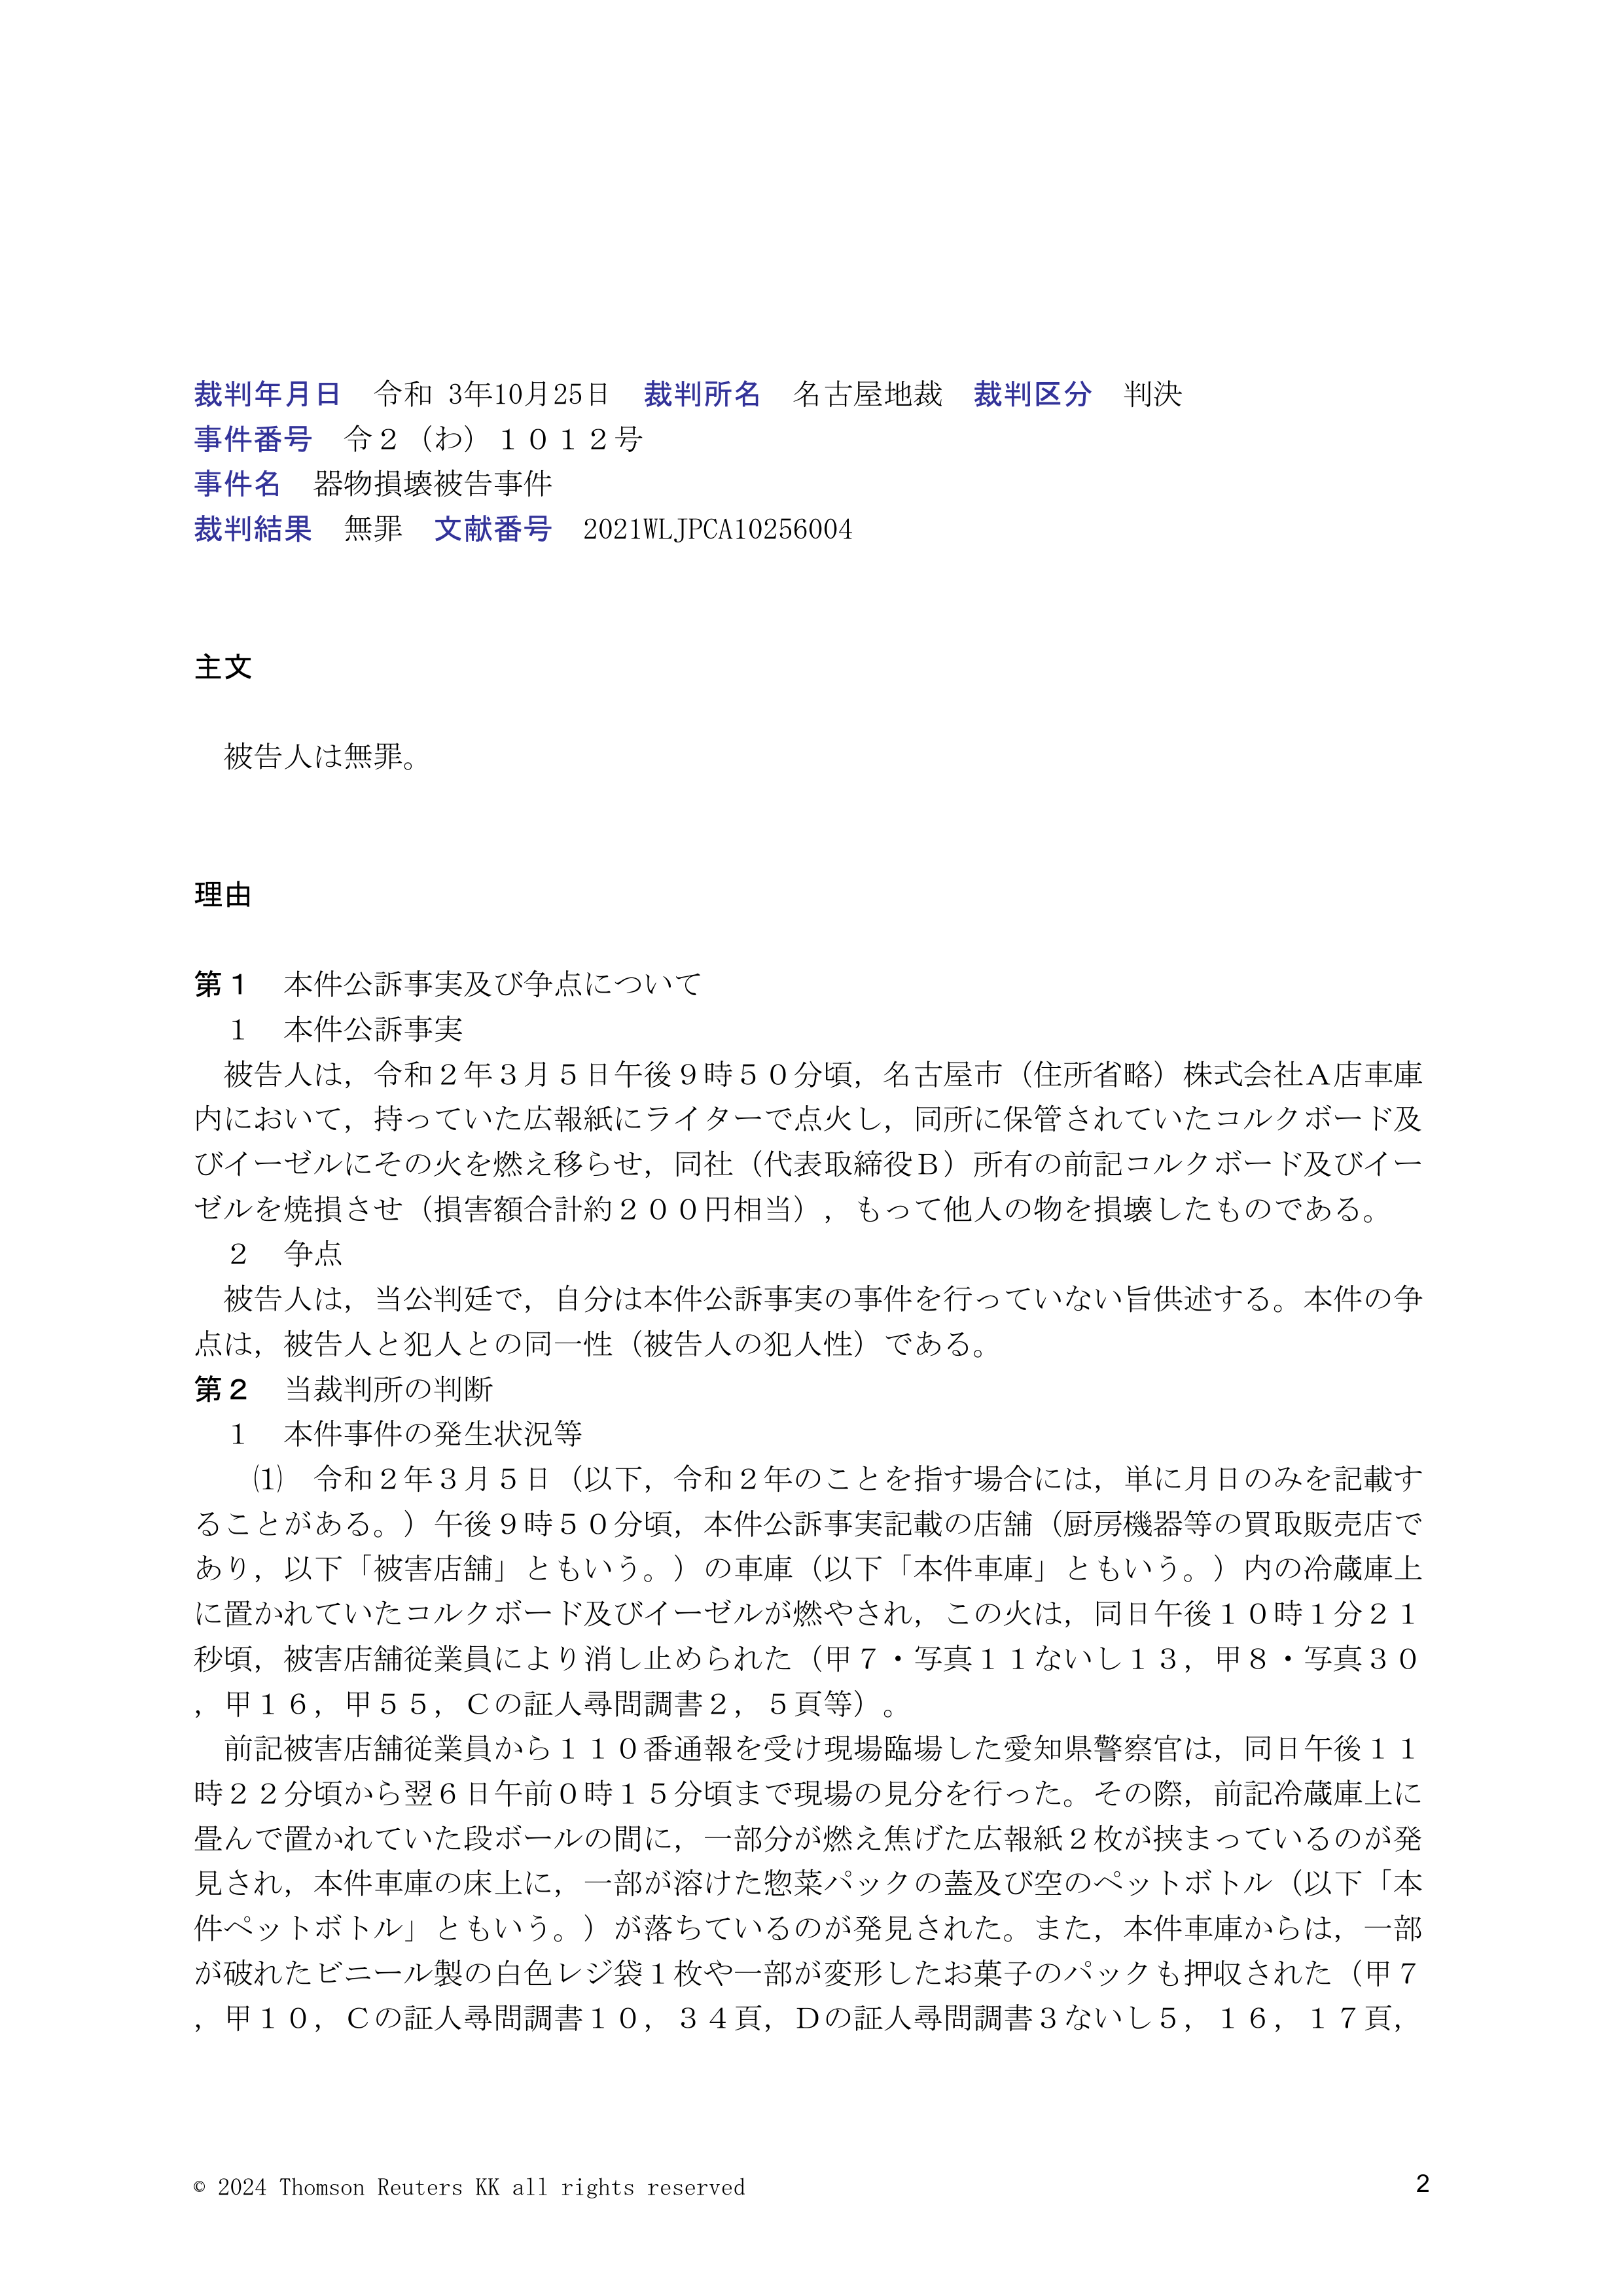 裁判年月日　令和 3年10月25日　裁判所名　名古屋地裁　裁判区分　判決
事件番号　令２（わ）１０１２号
事件名　器物損壊被告事件
裁判結果　無罪　文献番号　2021WLJPCA10256004
主文
　被告人は無罪。
理由
第１　本件公訴事実及び争点について
　１　本件公訴事実
　被告人は，令和２年３月５日午後９時５０分頃，名古屋市（住所省略）株式会社Ａ店車庫
内において，持っていた広報紙にライターで点火し，同所に保管されていたコルクボード及
びイーゼルにその火を燃え移らせ，同社（代表取締役Ｂ）所有の前記コルクボード及びイー
ゼルを焼損させ（損害額合計約２００円相当），もって他人の物を損壊したものである。
　２　争点
　被告人は，当公判廷で，自分は本件公訴事実の事件を行っていない旨供述する。本件の争
点は，被告人と犯人との同一性（被告人の犯人性）である。
第２　当裁判所の判断
　１　本件事件の発生状況等
　　⑴　令和２年３月５日（以下，令和２年のことを指す場合には，単に月日のみを記載す
ることがある。）午後９時５０分頃，本件公訴事実記載の店舗（厨房機器等の買取販売店で
あり，以下「被害店舗」ともいう。）の車庫（以下「本件車庫」ともいう。）内の冷蔵庫上
に置かれていたコルクボード及びイーゼルが燃やされ，この火は，同日午後１０時１分２１
秒頃，被害店舗従業員により消し止められた（甲７・写真１１ないし１３，甲８・写真３０
，甲１６，甲５５，Ｃの証人尋問調書２，５頁等）。
　前記被害店舗従業員から１１０番通報を受け現場臨場した愛知県警察官は，同日午後１１
時２２分頃から翌６日午前０時１５分頃まで現場の見分を行った。その際，前記冷蔵庫上に
畳んで置かれていた段ボールの間に，一部分が燃え焦げた広報紙２枚が挟まっているのが発
見され，本件車庫の床上に，一部が溶けた惣菜パックの蓋及び空のペットボトル（以下「本
件ペットボトル」ともいう。）が落ちているのが発見された。また，本件車庫からは，一部
が破れたビニール製の白色レジ袋１枚や一部が変形したお菓子のパックも押収された（甲７
，甲１０，Ｃの証人尋問調書１０，３４頁，Ｄの証人尋問調書３ないし５，１６，１７頁，
© 2024 Thomson Reuters KK all rights reserved
2